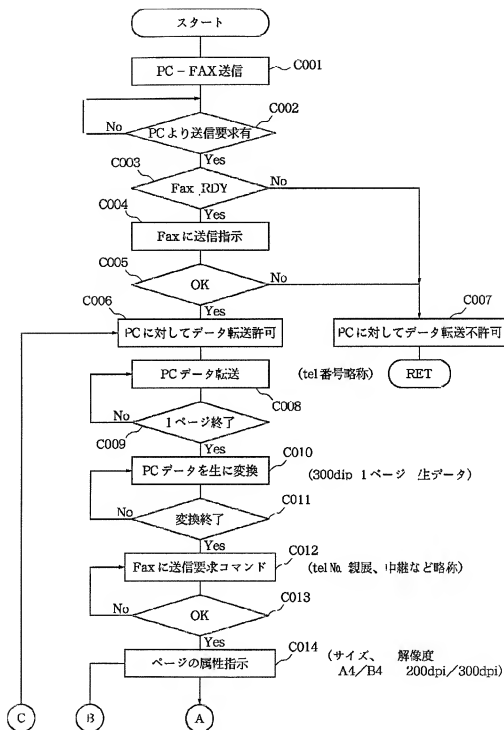 スタート
PC－FAX送信 C001
C002
No PCより送信要求有
Yes
C003
Fax RDY No
C004 Yes
Faxに送信指示
C005
OK No
C006 Yes C007
PCに対してデータ転送許可 PCに対してデータ転送不許可
PCデータ転送 (tel番号略称) RET
C008
No 1ページ終了
C009 Yes
PCデータを生に変換 C010
(300dip 1ページ 生データ)
C011
No 変換終了
Yes C012
Faxに送信要求コマンド (tel No. 親展、中継など略称)
C013
No OK
Yes C014
ページの属性指示 (サイズ、 解像度
A4／B4 200dpi／300dpi)
C B A